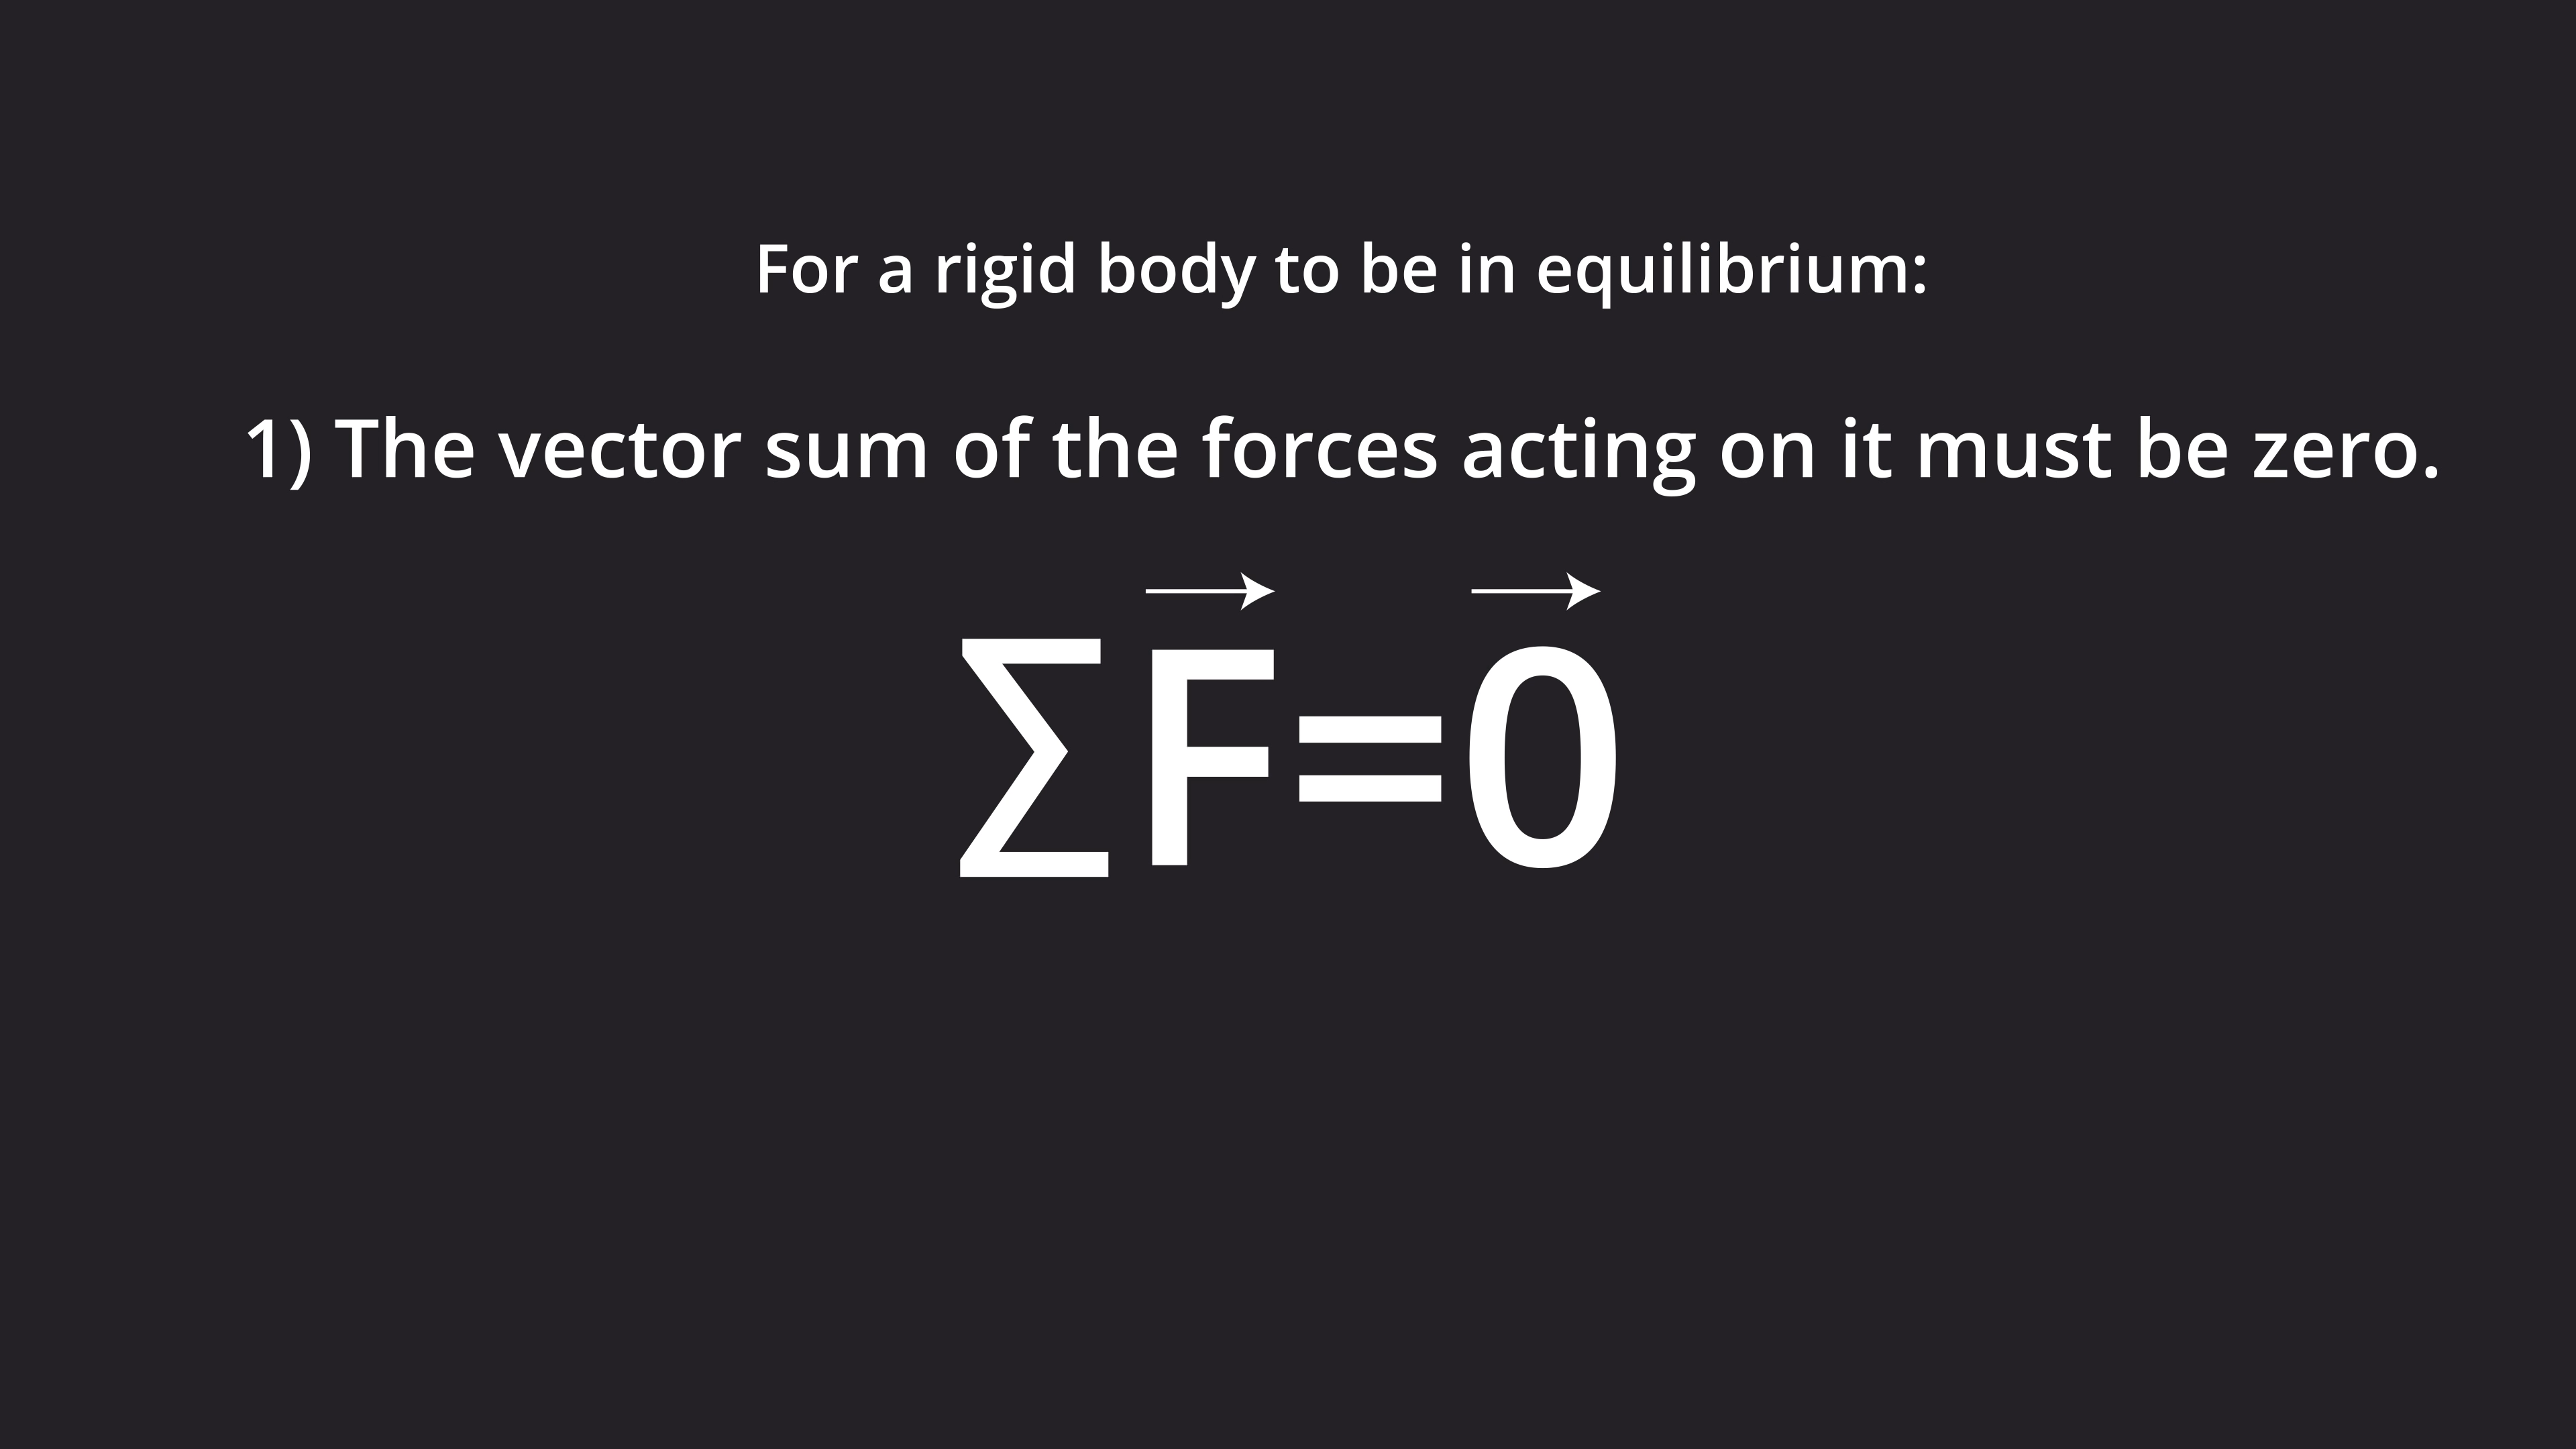 For a rigid body to be in equilibrium:
1) The vector sum of the forces acting on it must be zero.
∑F⃗=0⃗